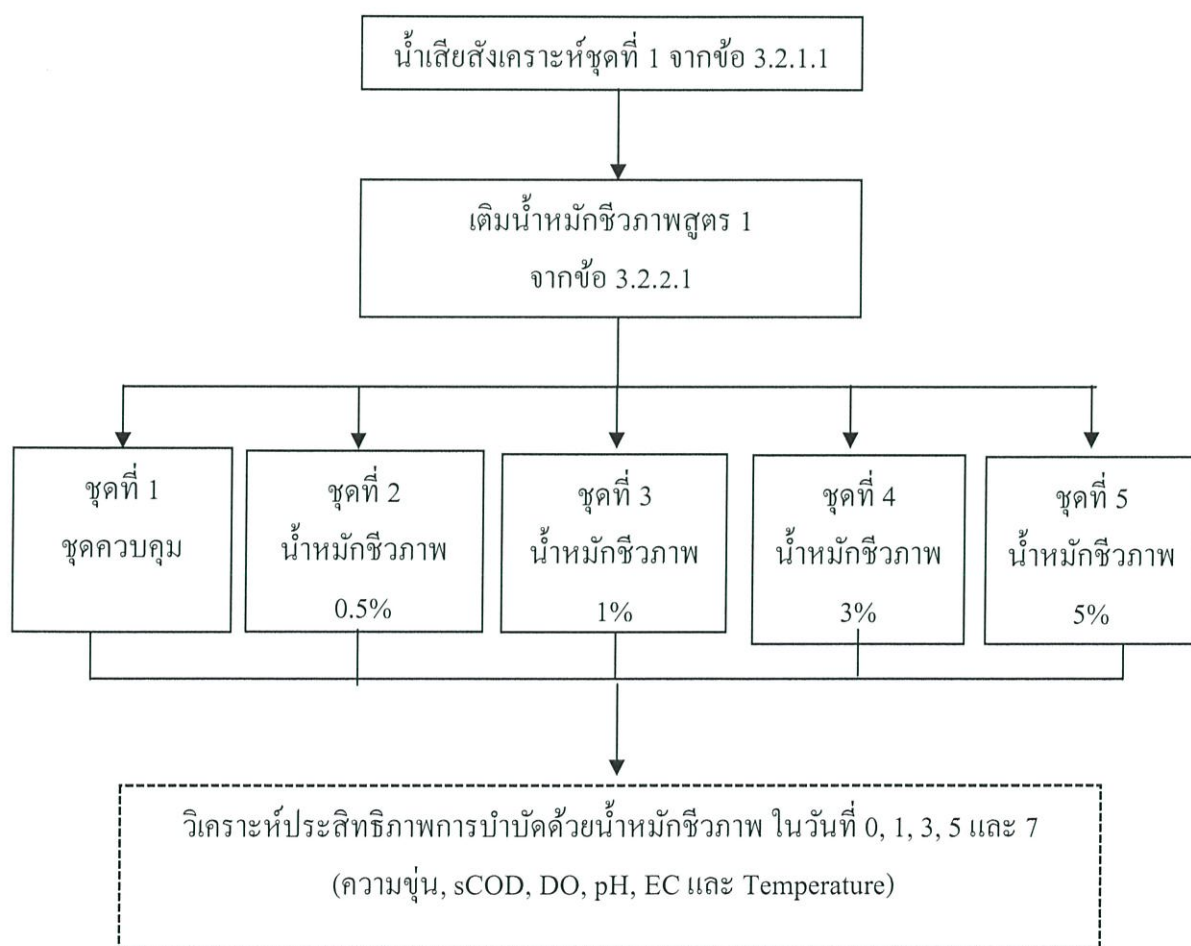 น้ำเสียสังเคราะห์ชุดที่ 1 จากข้อ 3.2.1.1
เติมน้ำหมักชีวภาพสูตร 1
จากข้อ 3.2.2.1
ชุดที่ 1
ชุดควบคุม
ชุดที่ 2
น้ำหมักชีวภาพ
0.5%
ชุดที่ 3
น้ำหมักชีวภาพ
1%
ชุดที่ 4
น้ำหมักชีวภาพ
3%
ชุดที่ 5
น้ำหมักชีวภาพ
5%
วิเคราะห์ประสิทธิภาพการบำบัดด้วยน้ำหมักชีวภาพ ในวันที่ 0, 1, 3, 5 และ 7
(ความขุ่น, sCOD, DO, pH, EC และ Temperature)